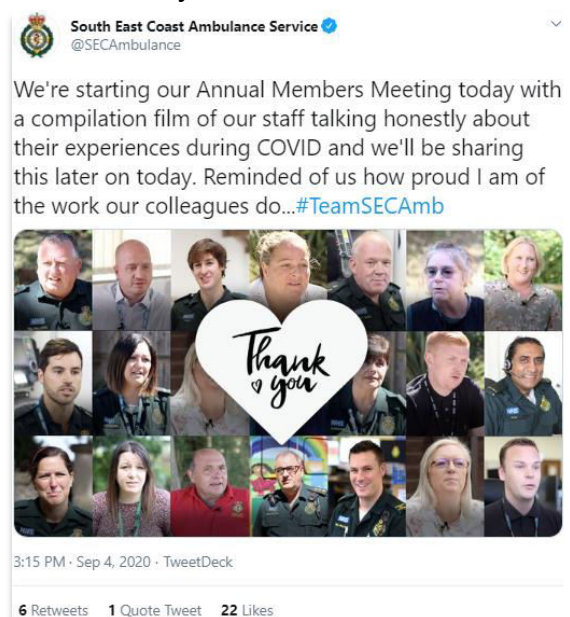 South East Coast Ambulance Service
@SECAmbulance
We're starting our Annual Members Meeting today with
a compilation film of our staff talking honestly about
their experiences during COVID and we'll be sharing
this later on today. Reminded of us how proud I am of
the work our colleagues do...#TeamSECAmb
Thank
you
3:15 PM · Sep 4, 2020 · TweetDeck
6 Retweets 1 Quote Tweet 22 Likes